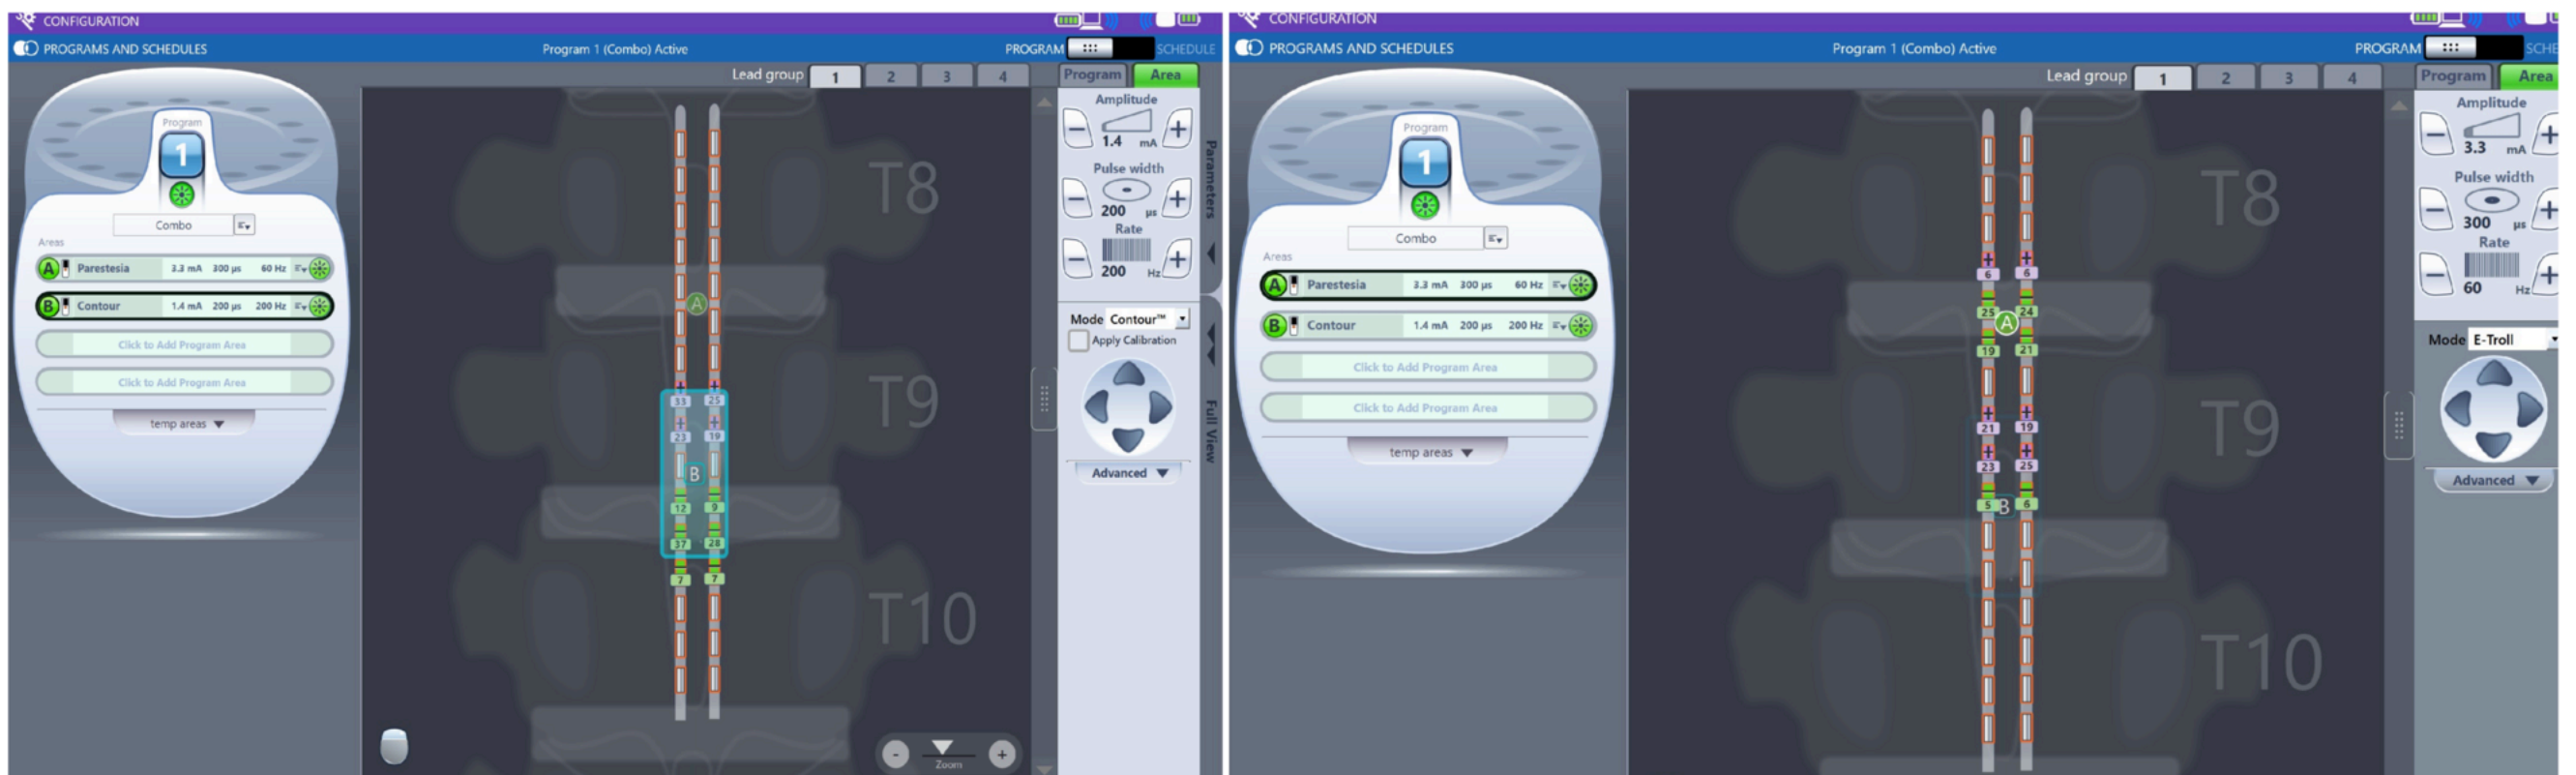 CONFIGURATION
PROGRAMS AND SCHEDULES
Program 1 (Combo) Active
PROGRAM
SCHEDULE
Lead group 1 2 3 4
Program
Area
Program
1
Combo
Areas
A Parestesia 3.3 mA 300 µs 60 Hz
B Contour 1.4 mA 200 µs 200 Hz
Click to Add Program Area
Click to Add Program Area
temp areas
T8
A
T9
+ +
33 25
+ +
23 19
B
12 9
37 28
7 7
T10
- +
Zoom
Amplitude
- +
1.4 mA
Pulse width
- +
200 µs
Rate
- +
200 Hz
Mode Contour™
Apply Calibration
Advanced
Parameters
Full View
CONFIGURATION
PROGRAMS AND SCHEDULES
Program 1 (Combo) Active
PROGRAM
SCHE
Lead group 1 2 3 4
Program
Area
Program
1
Combo
Areas
A Parestesia 3.3 mA 300 µs 60 Hz
B Contour 1.4 mA 200 µs 200 Hz
Click to Add Program Area
Click to Add Program Area
temp areas
T8
+ +
6 6
25 24
A
19 21
T9
+ +
21 19
+ +
23 25
5 B 6
T10
Amplitude
- +
3.3 mA
Pulse width
- +
300 µs
Rate
- +
60 Hz
Mode E-Troll
Advanced